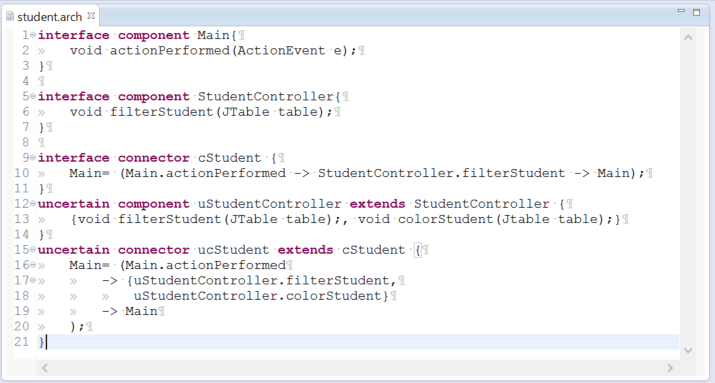 student.arch
1 interface component Main{
2 void actionPerformed(ActionEvent e);
3 }
4
5 interface component StudentController{
6 void filterStudent(JTable table);
7 }
8
9 interface connector cStudent {
10 Main= (Main.actionPerformed -> StudentController.filterStudent -> Main);
11 }
12 uncertain component uStudentController extends StudentController {
13 {void filterStudent(JTable table);, void colorStudent(Jtable table);}
14 }
15 uncertain connector ucStudent extends cStudent {
16 Main= (Main.actionPerformed
17 -> {uStudentController.filterStudent,
18 uStudentController.colorStudent}
19 -> Main
20 );
21 }